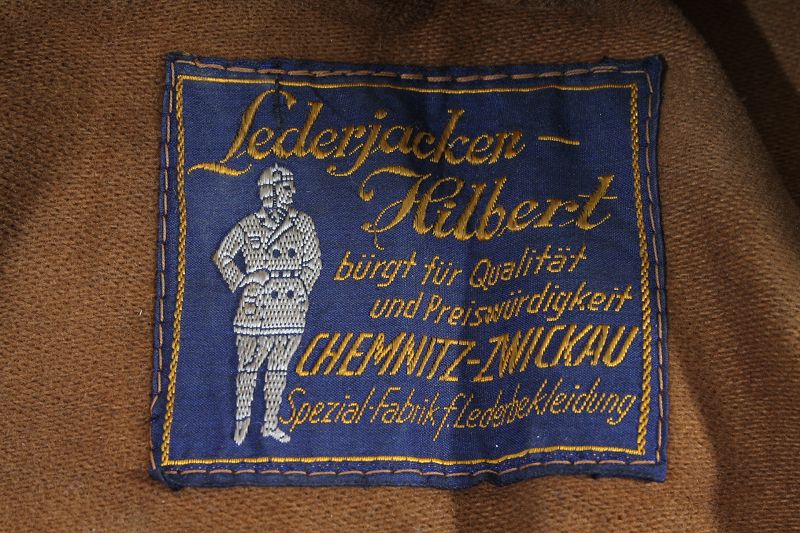 Lederjacken –
Hilbert
bürgt für Qualität
und Preiswürdigkeit
CHEMNITZ-ZWICKAU
Spezial-Fabrik f. Lederbekleidung